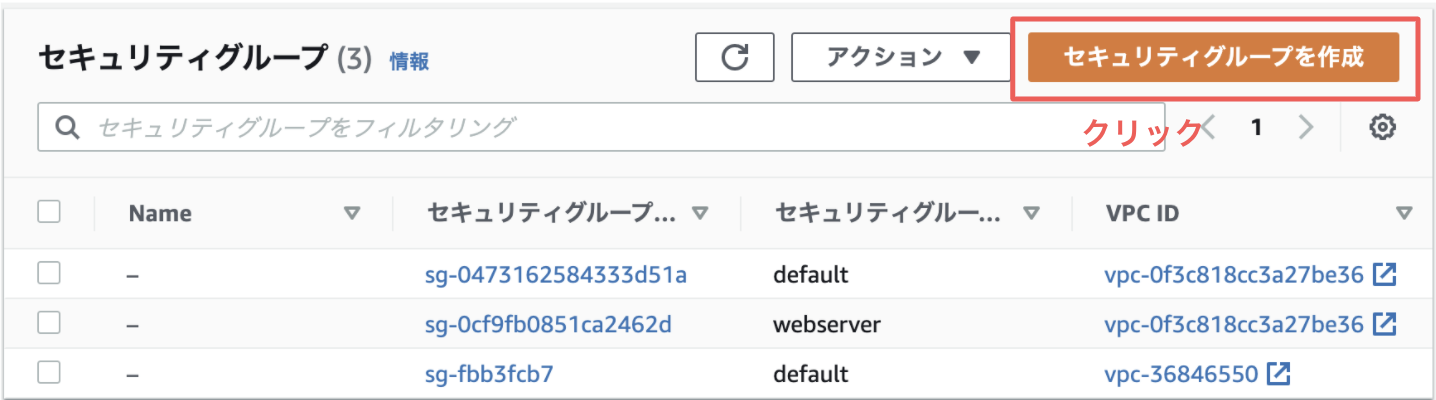 セキュリティグループ (3) 情報 アクション ▼ セキュリティグループを作成
セキュリティグループをフィルタリング クリック 1
Name セキュリティグループ... セキュリティグルー... VPC ID
– sg-0473162584333d51a default vpc-0f3c818cc3a27be36
– sg-0cf9fb0851ca2462d webserver vpc-0f3c818cc3a27be36
– sg-fbb3fcb7 default vpc-36846550